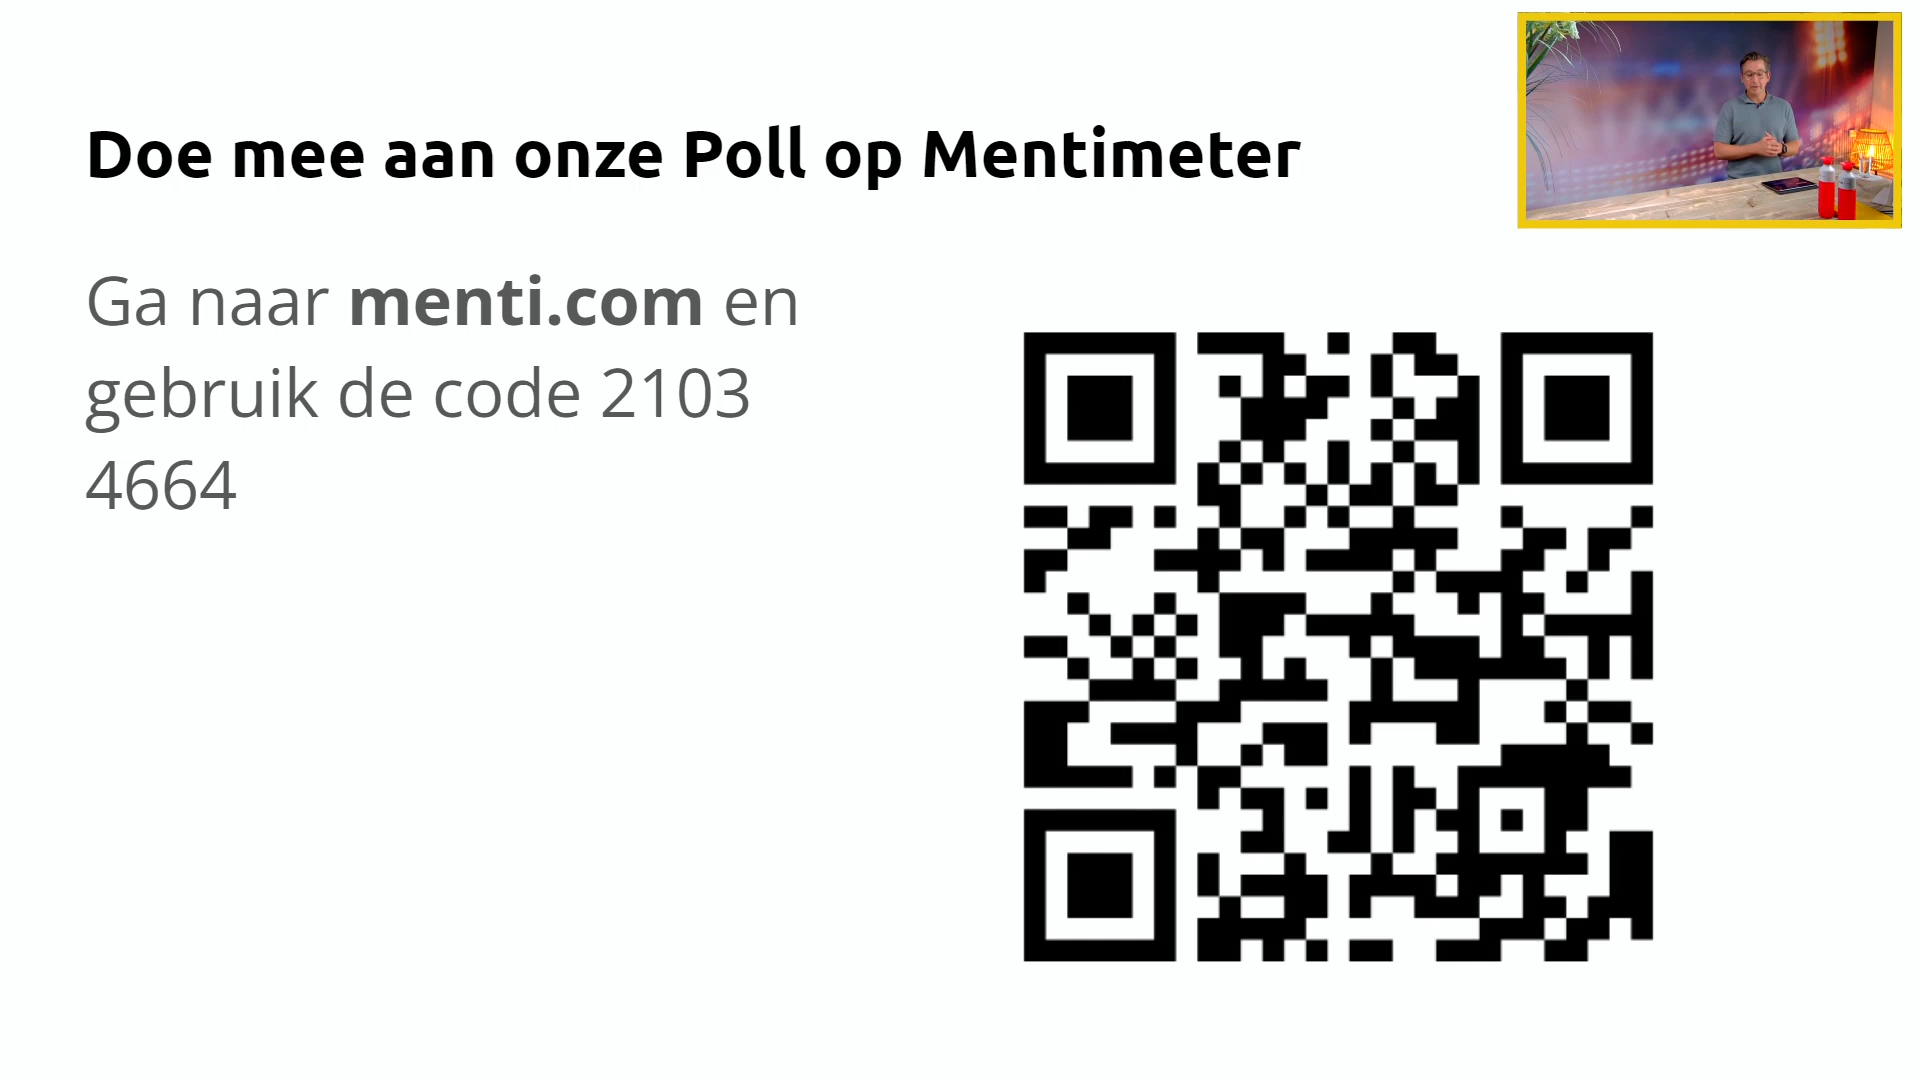 Doe mee aan onze Poll op Mentimeter
Ga naar menti.com en
gebruik de code 2103
4664